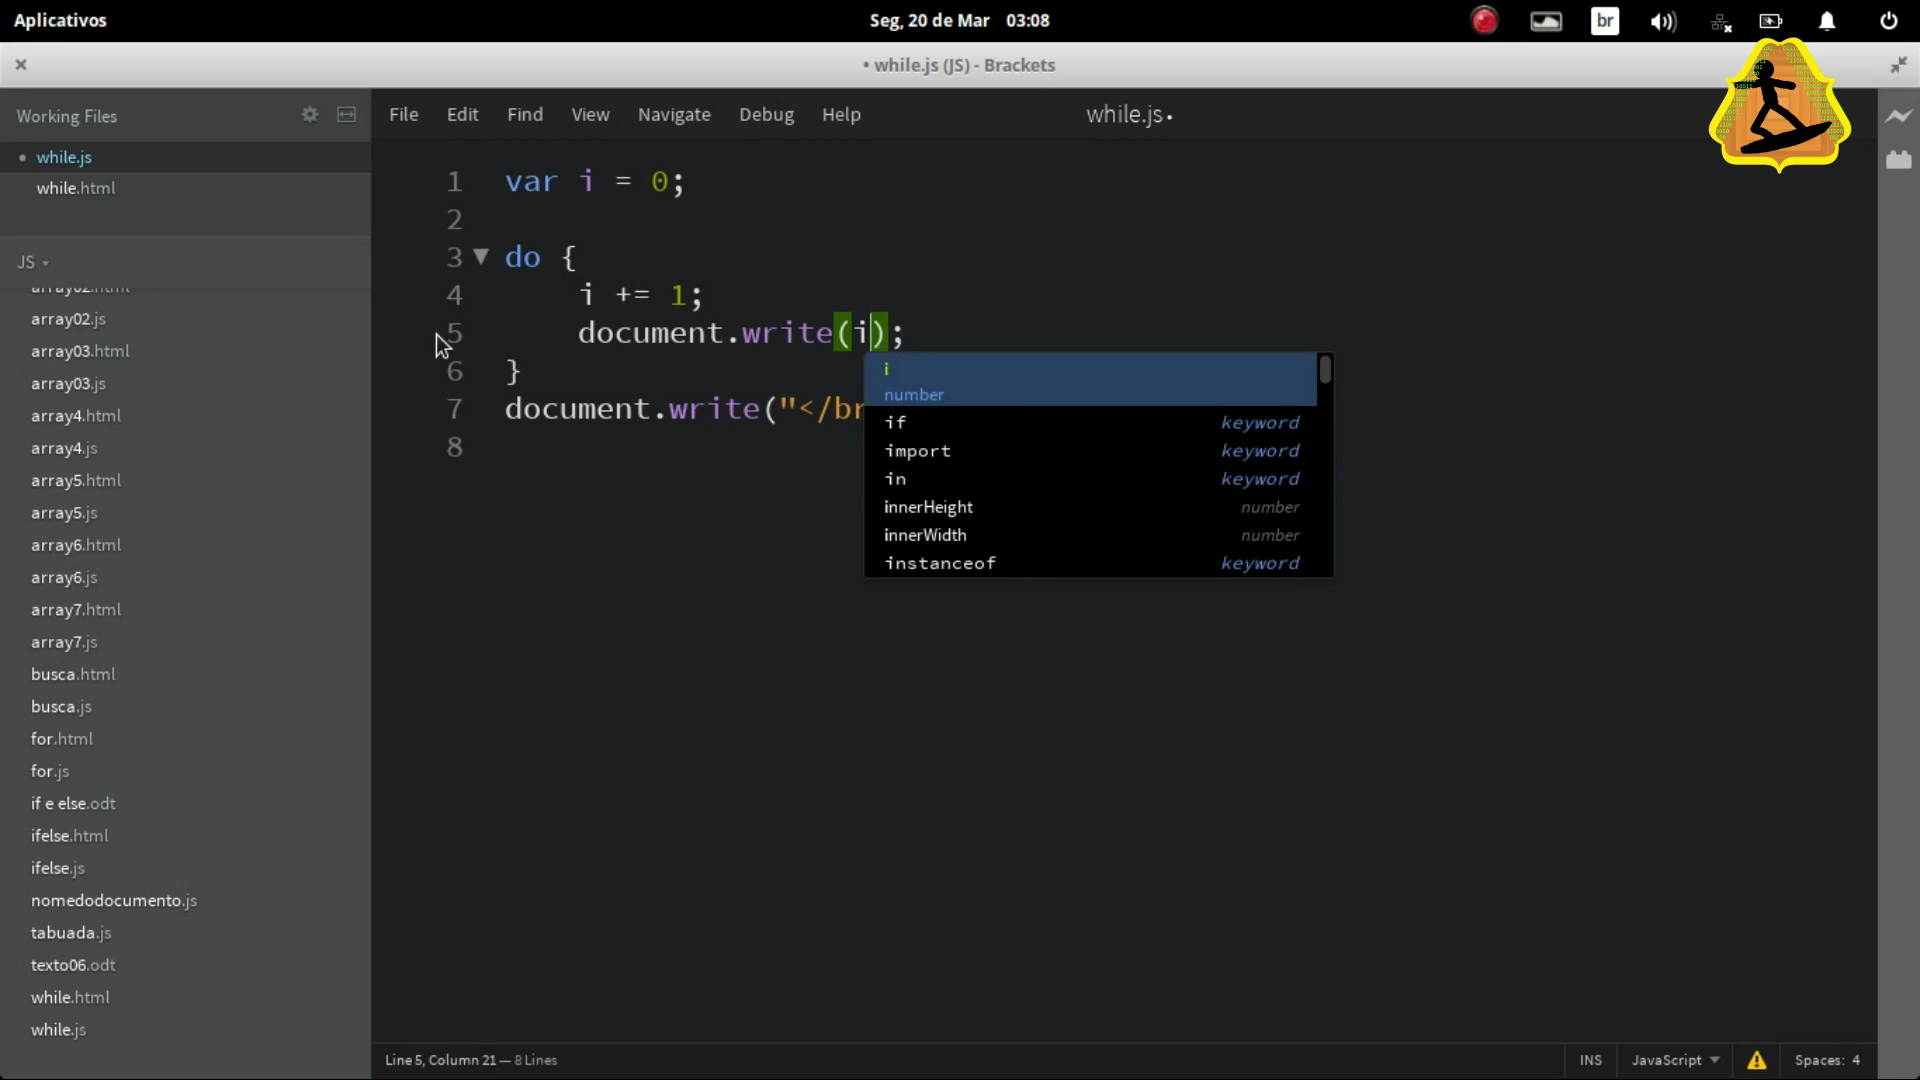 Aplicativos
Seg, 20 de Mar 03:08
br
• while.js (JS) - Brackets
Working Files
• while.js
while.html
JS
array02.html
array02.js
array03.html
array03.js
array4.html
array4.js
array5.html
array5.js
array6.html
array6.js
array7.html
array7.js
busca.html
busca.js
for.html
for.js
if e else.odt
ifelse.html
ifelse.js
nomedodocumento.js
tabuada.js
texto06.odt
while.html
while.js
File Edit Find View Navigate Debug Help
while.js •
1 var i = 0;
2
3 do {
4 i += 1;
5 document.write(i);
6 }
7 document.write("</br
8
i
number
if keyword
import keyword
in keyword
innerHeight number
innerWidth number
instanceof keyword
Line 5, Column 21 — 8 Lines
INS JavaScript Spaces: 4